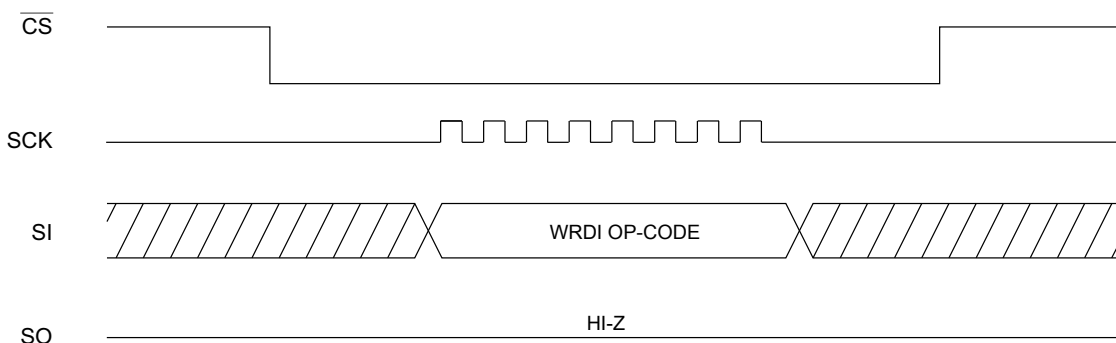 CS
SCK
SI
WRDI OP-CODE
HI-Z
SO